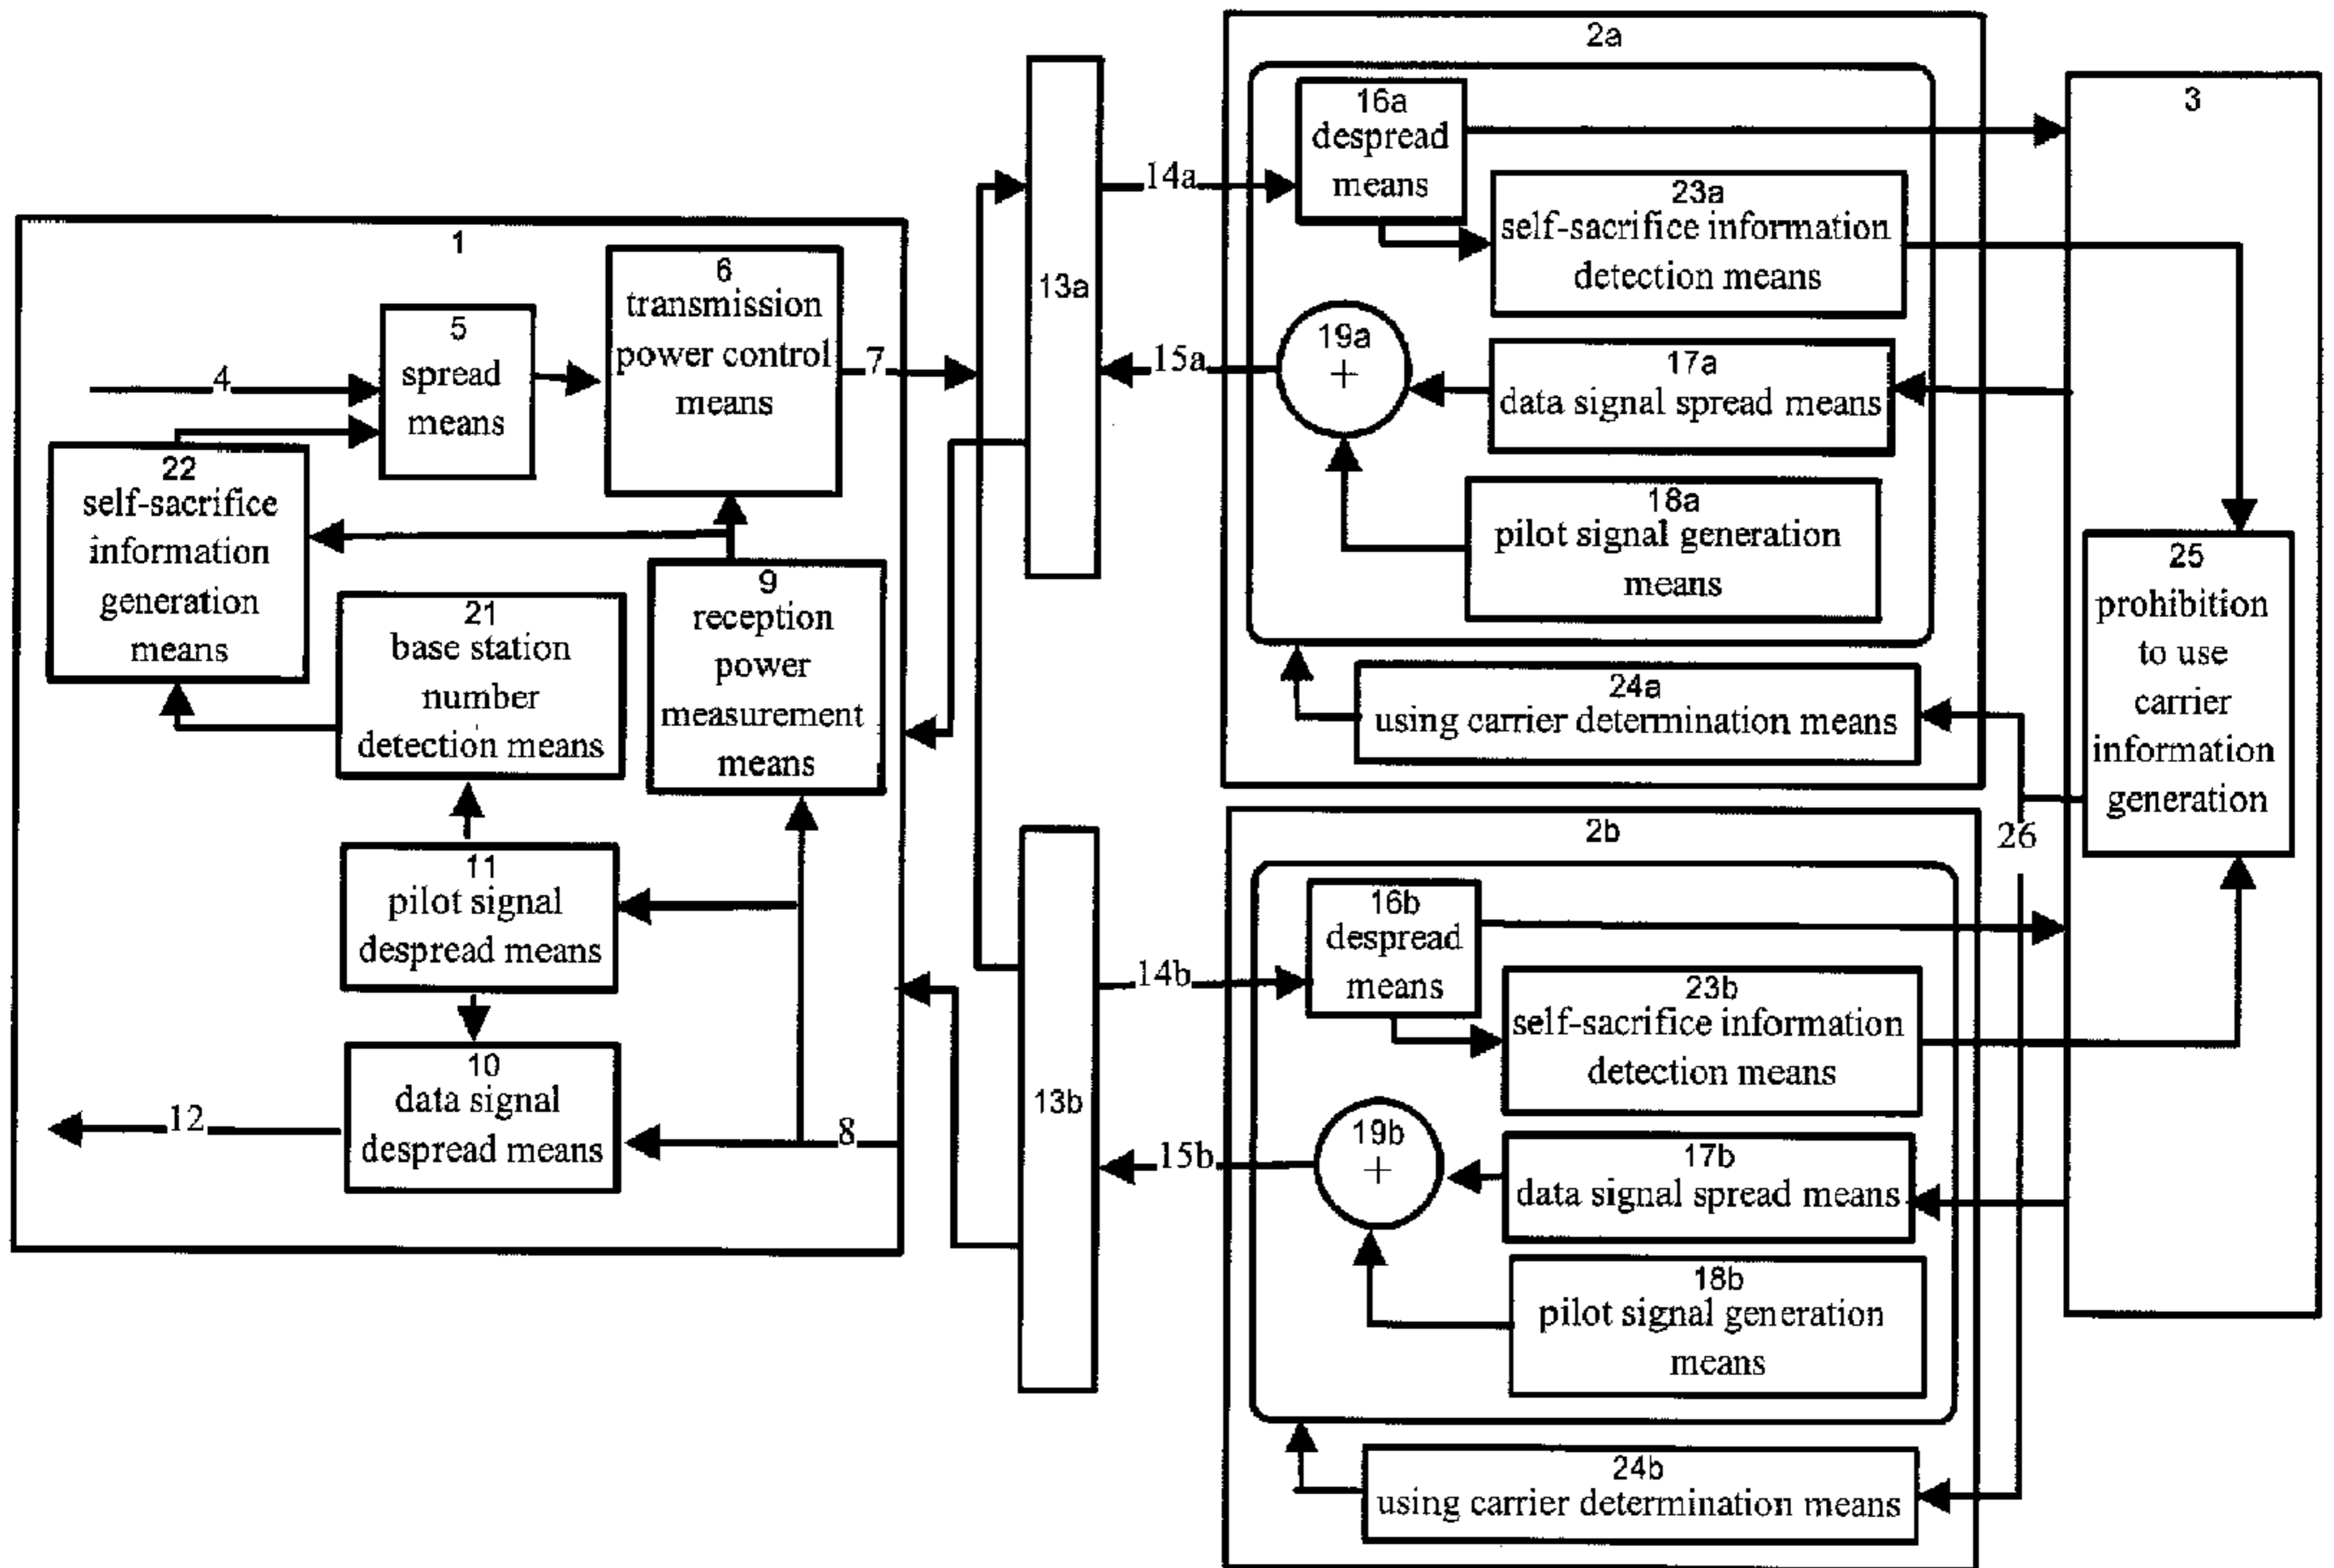 1
4
5
spread
means
6
transmission
power control
means
7
22
self-sacrifice
information
generation
means
21
base station
number
detection means
9
reception
power
measurement
means
11
pilot signal
despread means
10
data signal
despread means
12
8
13a
13b
14a
15a
14b
15b
2a
16a
despread
means
23a
self-sacrifice information
detection means
19a
+
17a
data signal spread means
18a
pilot signal generation
means
24a
using carrier determination means
2b
16b
despread
means
23b
self-sacrifice information
detection means
19b
+
17b
data signal spread means
18b
pilot signal generation
means
24b
using carrier determination means
26
3
25
prohibition
to use
carrier
information
generation